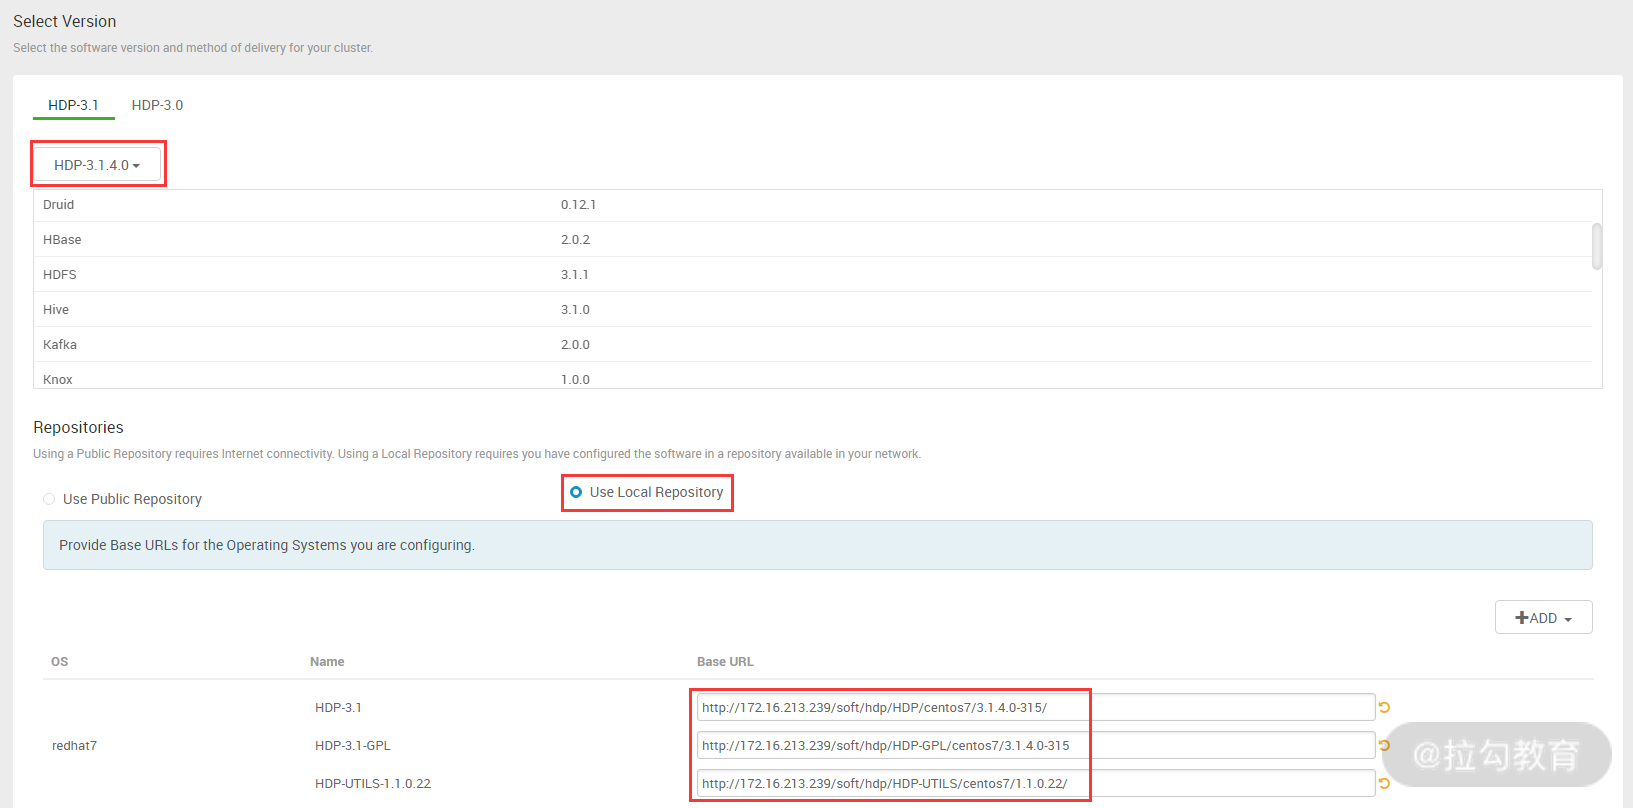 Select Version
Select the software version and method of delivery for your cluster.
HDP-3.1 HDP-3.0
HDP-3.1.4.0
Druid 0.12.1
HBase 2.0.2
HDFS 3.1.1
Hive 3.1.0
Kafka 2.0.0
Knox 1.0.0
Repositories
Using a Public Repository requires Internet connectivity. Using a Local Repository requires you have configured the software in a repository available in your network.
Use Public Repository Use Local Repository
Provide Base URLs for the Operating Systems you are configuring.
ADD
OS Name Base URL
HDP-3.1 http://172.16.213.239/soft/hdp/HDP/centos7/3.1.4.0-315/
redhat7 HDP-3.1-GPL http://172.16.213.239/soft/hdp/HDP-GPL/centos7/3.1.4.0-315
HDP-UTILS-1.1.0.22 http://172.16.213.239/soft/hdp/HDP-UTILS/centos7/1.1.0.22/
@拉勾教育